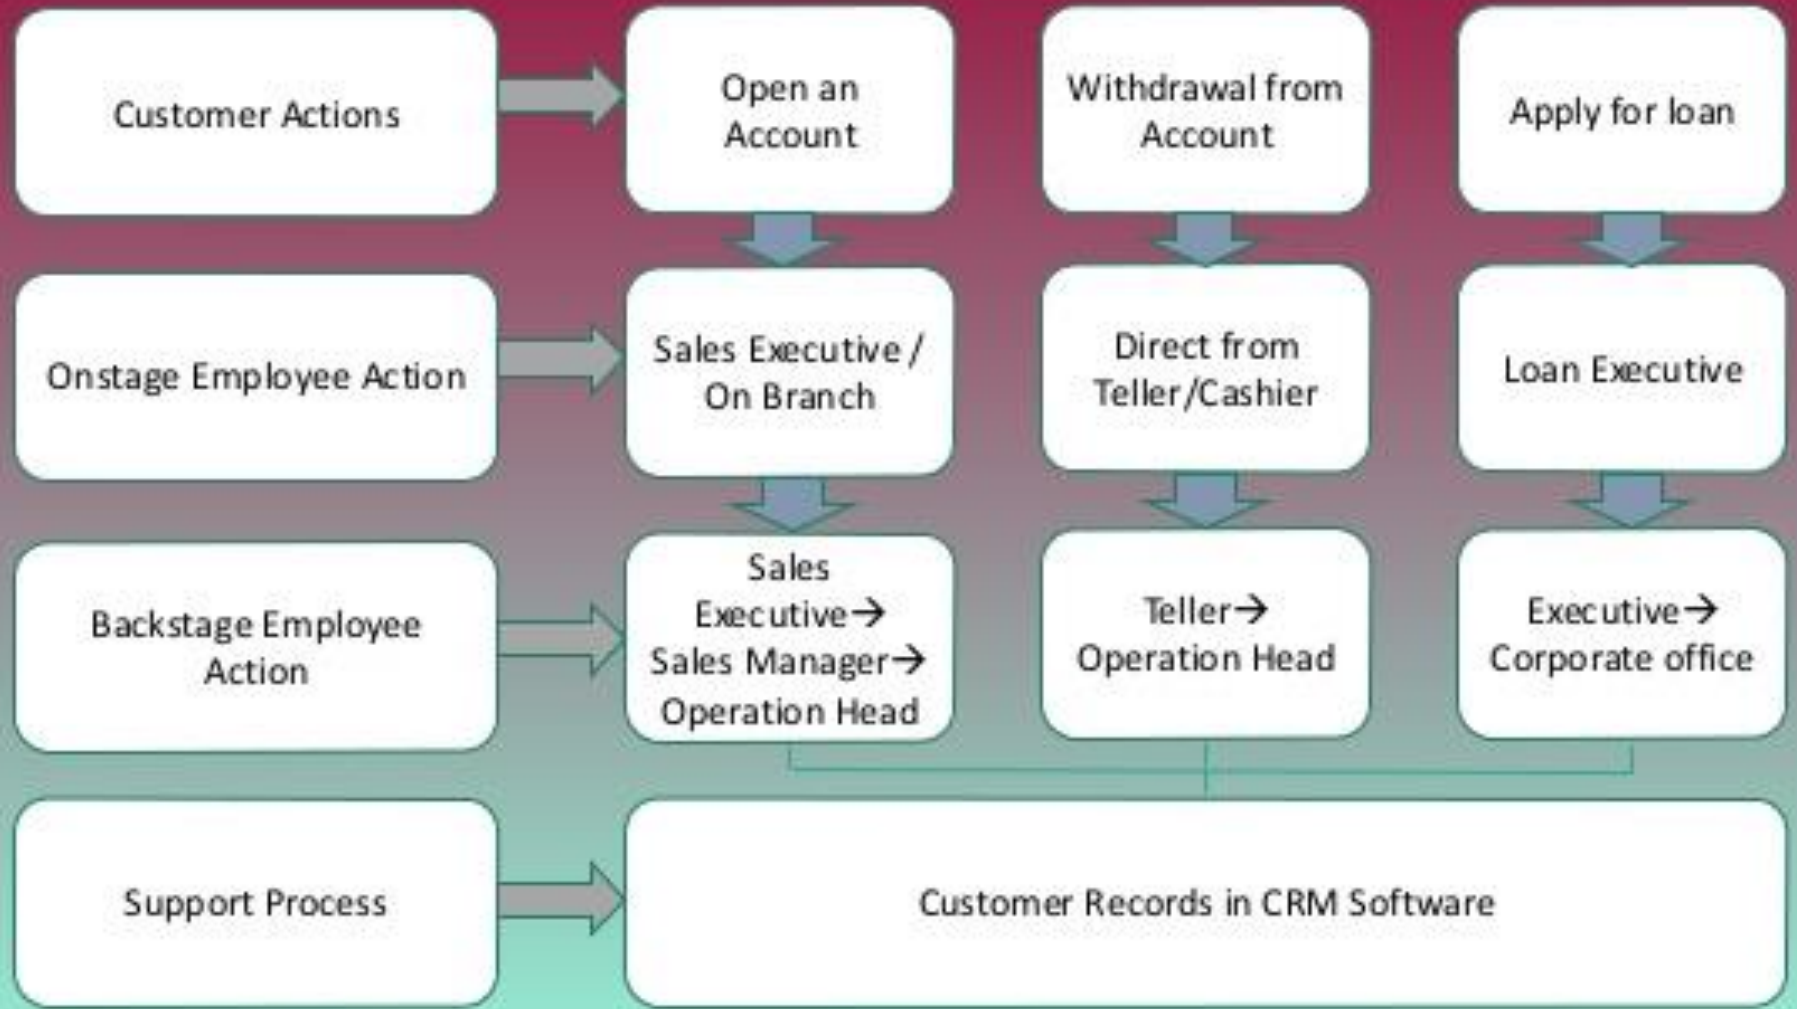 Customer Actions
Open an
Account
Withdrawal from
Account
Apply for loan
Onstage Employee Action
Sales Executive /
On Branch
Direct from
Teller/Cashier
Loan Executive
Backstage Employee
Action
Sales
Executive→
Sales Manager→
Operation Head
Teller→
Operation Head
Executive→
Corporate office
Support Process
Customer Records in CRM Software